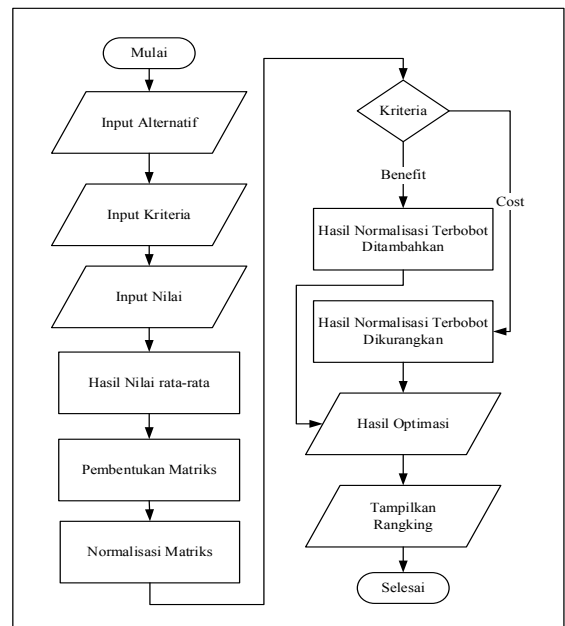 Mulai
Input Alternatif
Input Kriteria
Input Nilai
Hasil Nilai rata-rata
Pembentukan Matriks
Normalisasi Matriks
Kriteria
Benefit
Cost
Hasil Normalisasi Terbobot
Ditambahkan
Hasil Normalisasi Terbobot
Dikurangkan
Hasil Optimasi
Tampilkan
Rangking
Selesai